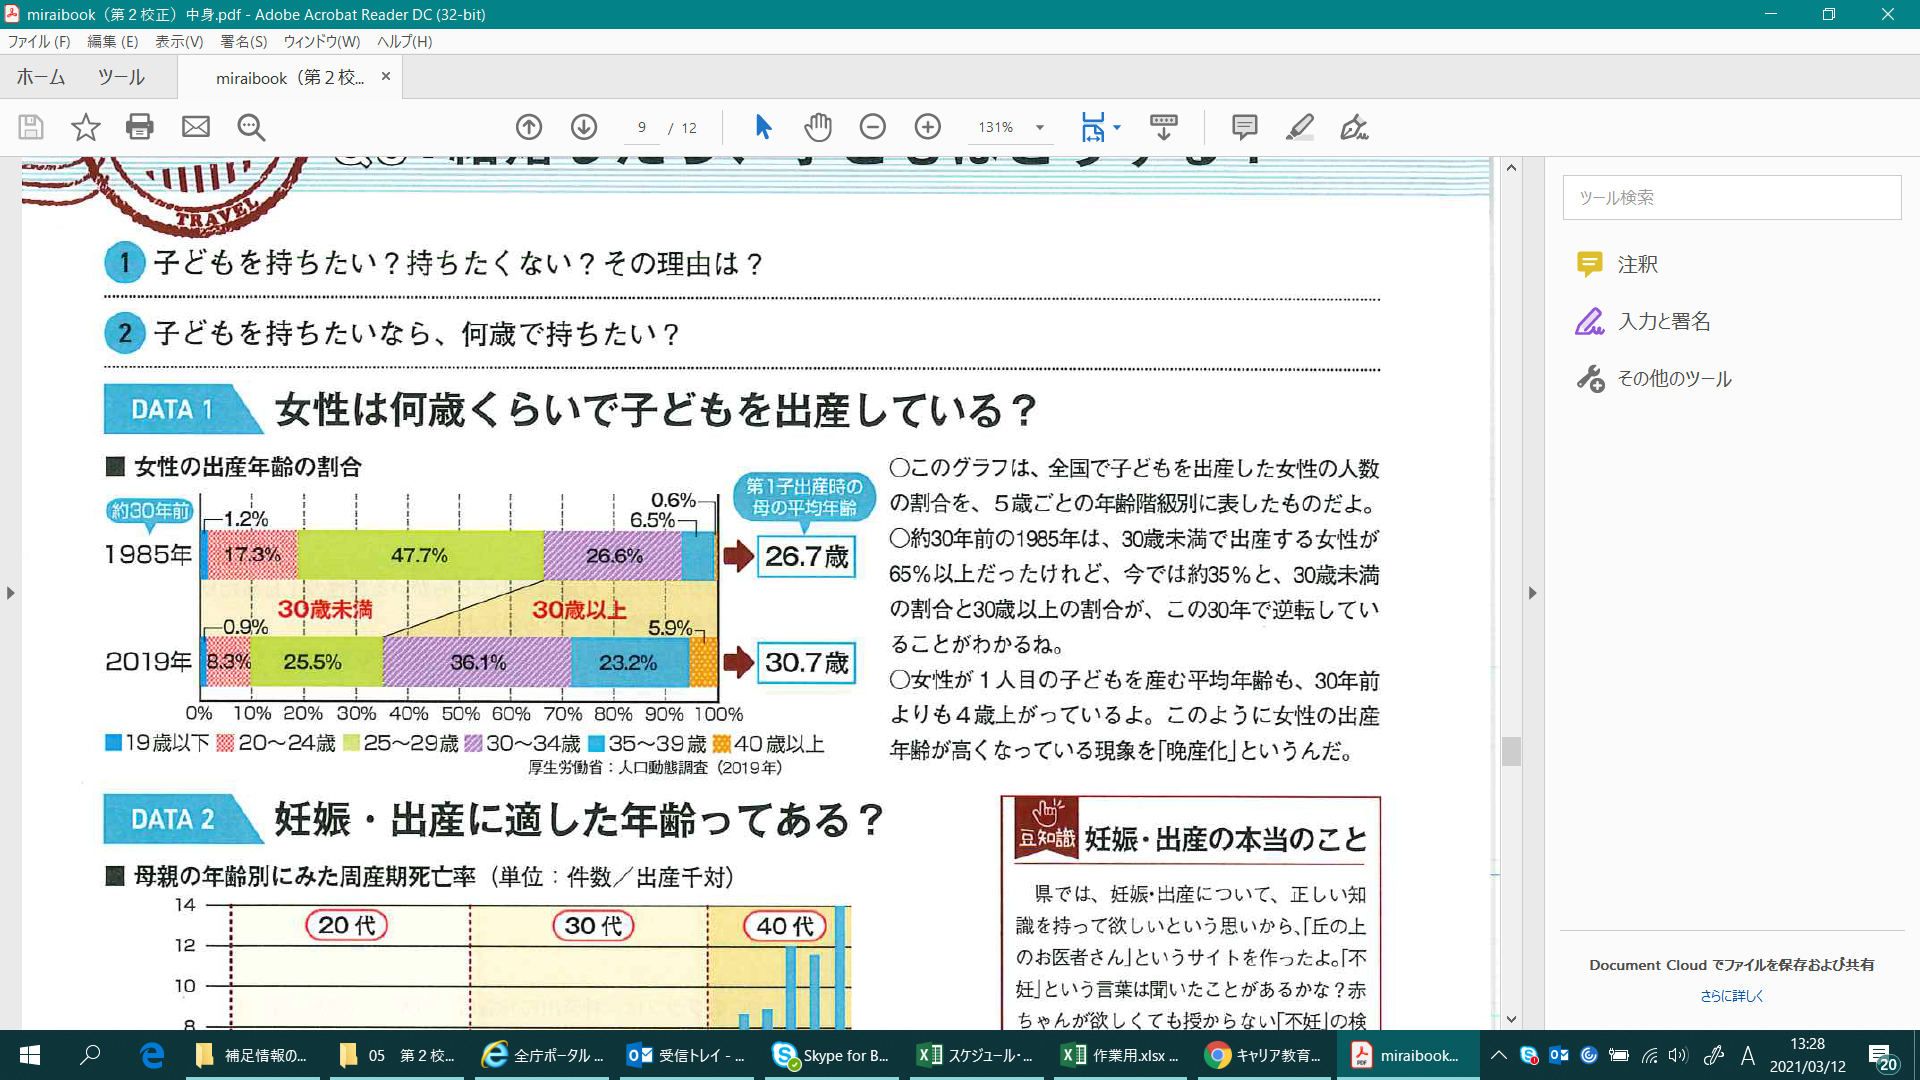 miraibook（第２校正）中身.pdf - Adobe Acrobat Reader DC (32-bit)
ファイル(F) 編集(E) 表示(V) 署名(S) ウィンドウ(W) ヘルプ(H)
ホーム ツール miraibook（第２校... ×
9 / 12 131%
TRAVEL
1 子どもを持ちたい？持ちたくない？その理由は？
2 子どもを持ちたいなら、何歳で持ちたい？
DATA 1 女性は何歳くらいで子どもを出産している？
■ 女性の出産年齢の割合
約30年前
第1子出産時の
母の平均年齢
1.2% 6.5% 0.6%
1985年 17.3% 47.7% 26.6% 26.7歳
30歳未満 30歳以上
0.9% 5.9%
2019年 8.3% 25.5% 36.1% 23.2% 30.7歳
0% 10% 20% 30% 40% 50% 60% 70% 80% 90% 100%
19歳以下 20〜24歳 25〜29歳 30〜34歳 35〜39歳 40歳以上
厚生労働省：人口動態調査（2019年）
○このグラフは、全国で子どもを出産した女性の人数
の割合を、５歳ごとの年齢階級別に表したものだよ。
○約30年前の1985年は、30歳未満で出産する女性が
65％以上だったけれど、今では約35％と、30歳未満
の割合と30歳以上の割合が、この30年で逆転してい
ることがわかるね。
○女性が１人目の子どもを産む平均年齢も、30年前
よりも４歳上がっているよ。このように女性の出産
年齢が高くなっている現象を「晩産化」というんだ。
DATA 2 妊娠・出産に適した年齢ってある？
■ 母親の年齢別にみた周産期死亡率（単位：件数／出産千対）
14
12
10
8
20代 30代 40代
豆知識 妊娠・出産の本当のこと
県では、妊娠・出産について、正しい知
識を持って欲しいという思いから、「丘の上
のお医者さん」というサイトを作ったよ。「不
妊」という言葉は聞いたことがあるかな？赤
ちゃんが欲しくても授からない「不妊」の検
ツール検索
注釈
入力と署名
その他のツール
Document Cloud でファイルを保存および共有
さらに詳しく
補足情報の... 05 第２校... 全庁ポータル ... 受信トレイ - ... Skype for B... スケジュール・... 作業用.xlsx ... キャリア教育... miraibook... A 13:28
2021/03/12 20